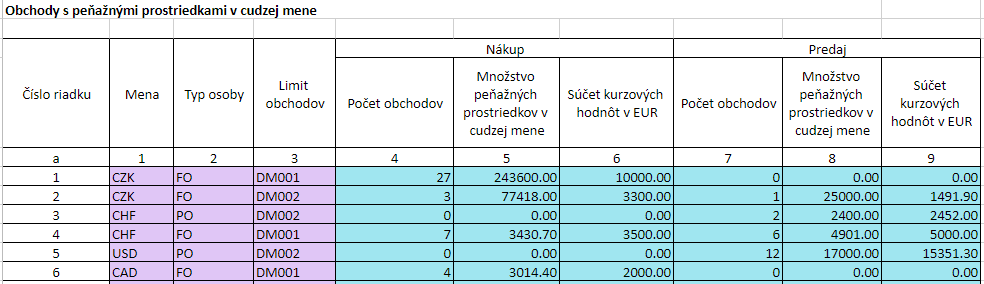 Obchody s peňažnými prostriedkami v cudzej mene
Nákup Predaj
Číslo riadku Mena Typ osoby Limit obchodov Počet obchodov Množstvo peňažných prostriedkov v cudzej mene Súčet kurzových hodnôt v EUR Počet obchodov Množstvo peňažných prostriedkov v cudzej mene Súčet kurzových hodnôt v EUR
a 1 2 3 4 5 6 7 8 9
1 CZK FO DM001 27 243600.00 10000.00 0 0.00 0.00
2 CZK FO DM002 3 77418.00 3300.00 1 25000.00 1491.90
3 CHF PO DM002 0 0.00 0.00 2 2400.00 2452.00
4 CHF FO DM001 7 3430.70 3500.00 6 4901.00 5000.00
5 USD PO DM002 0 0.00 0.00 12 17000.00 15351.30
6 CAD FO DM001 4 3014.40 2000.00 0 0.00 0.00